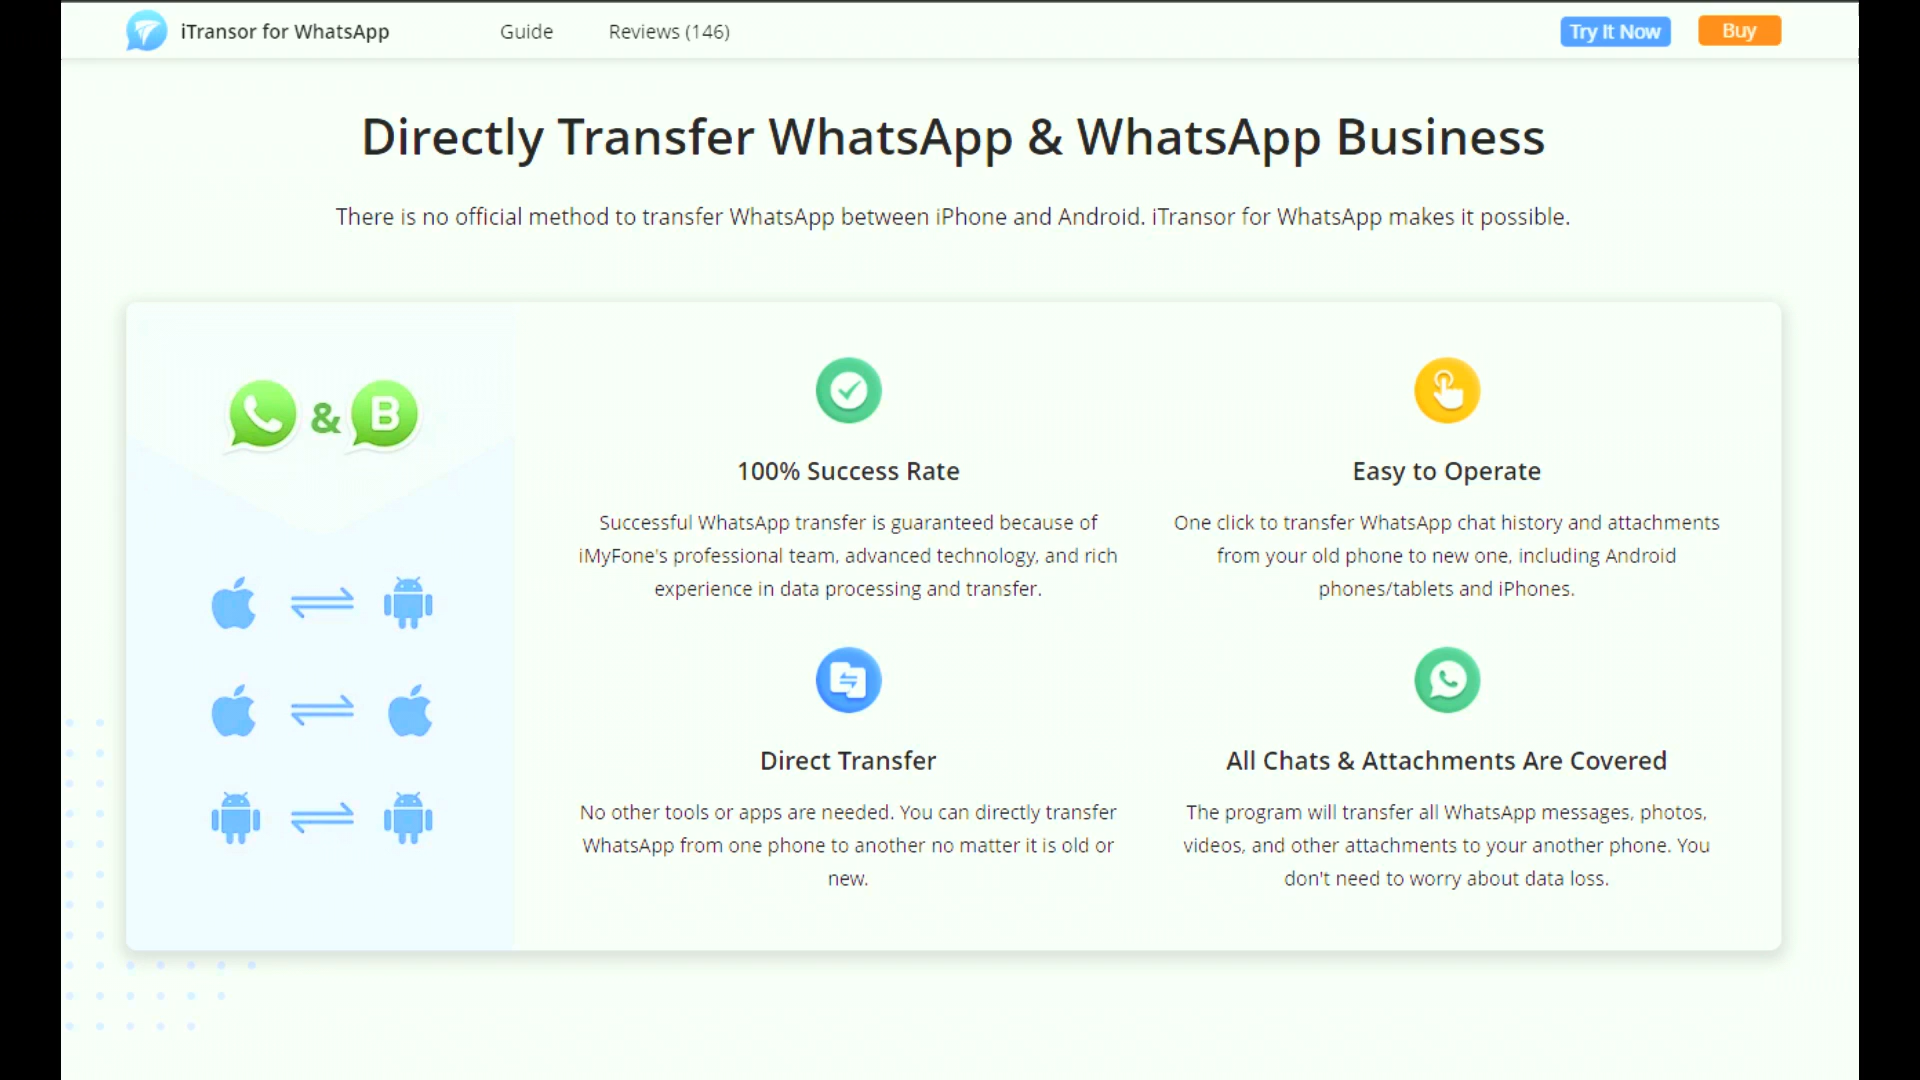 iTransor for WhatsApp
Guide
Reviews (146)
Try It Now
Buy
Directly Transfer WhatsApp & WhatsApp Business
There is no official method to transfer WhatsApp between iPhone and Android. iTransor for WhatsApp makes it possible.
& B
100% Success Rate
Successful WhatsApp transfer is guaranteed because of
iMyFone's professional team, advanced technology, and rich
experience in data processing and transfer.
Easy to Operate
One click to transfer WhatsApp chat history and attachments
from your old phone to new one, including Android
phones/tablets and iPhones.
Direct Transfer
No other tools or apps are needed. You can directly transfer
WhatsApp from one phone to another no matter it is old or
new.
All Chats & Attachments Are Covered
The program will transfer all WhatsApp messages, photos,
videos, and other attachments to your another phone. You
don't need to worry about data loss.